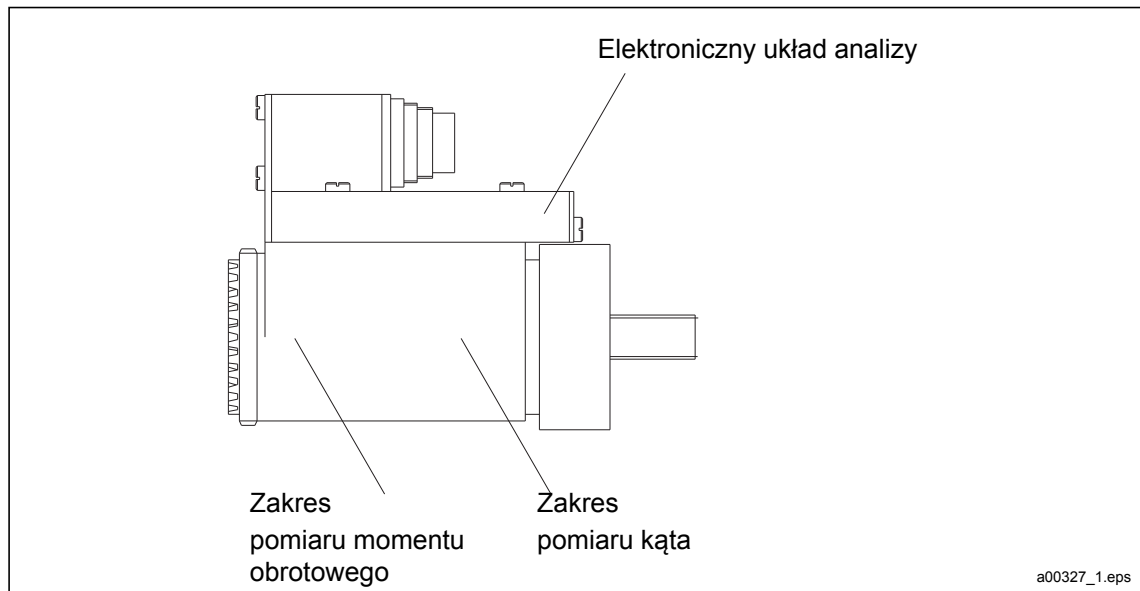 Elektroniczny układ analizy
Zakres
pomiaru momentu
obrotowego
Zakres
pomiaru kąta
a00327_1.eps